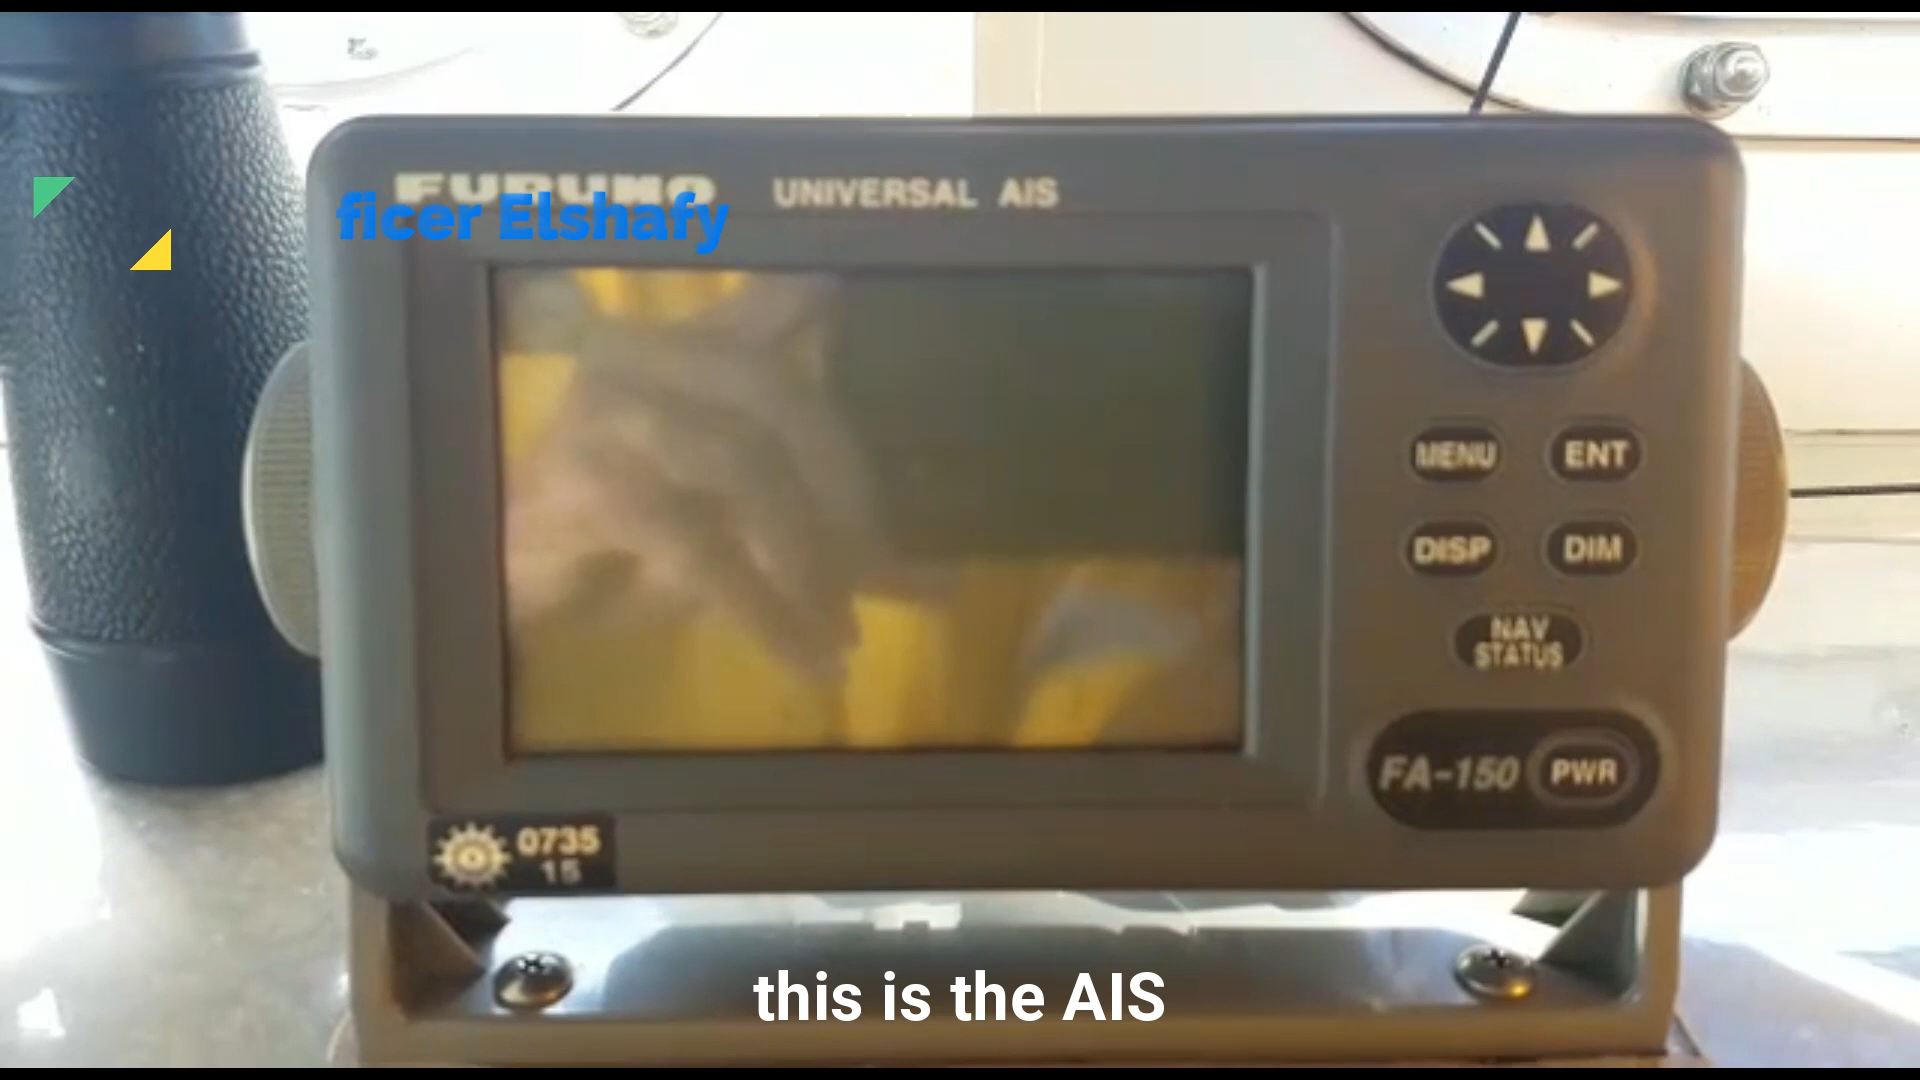 FURUNO UNIVERSAL AIS
ficer Elshafy
MENU ENT
DISP DIM
NAV
STATUS
FA-150 PWR
0735
15
this is the AIS